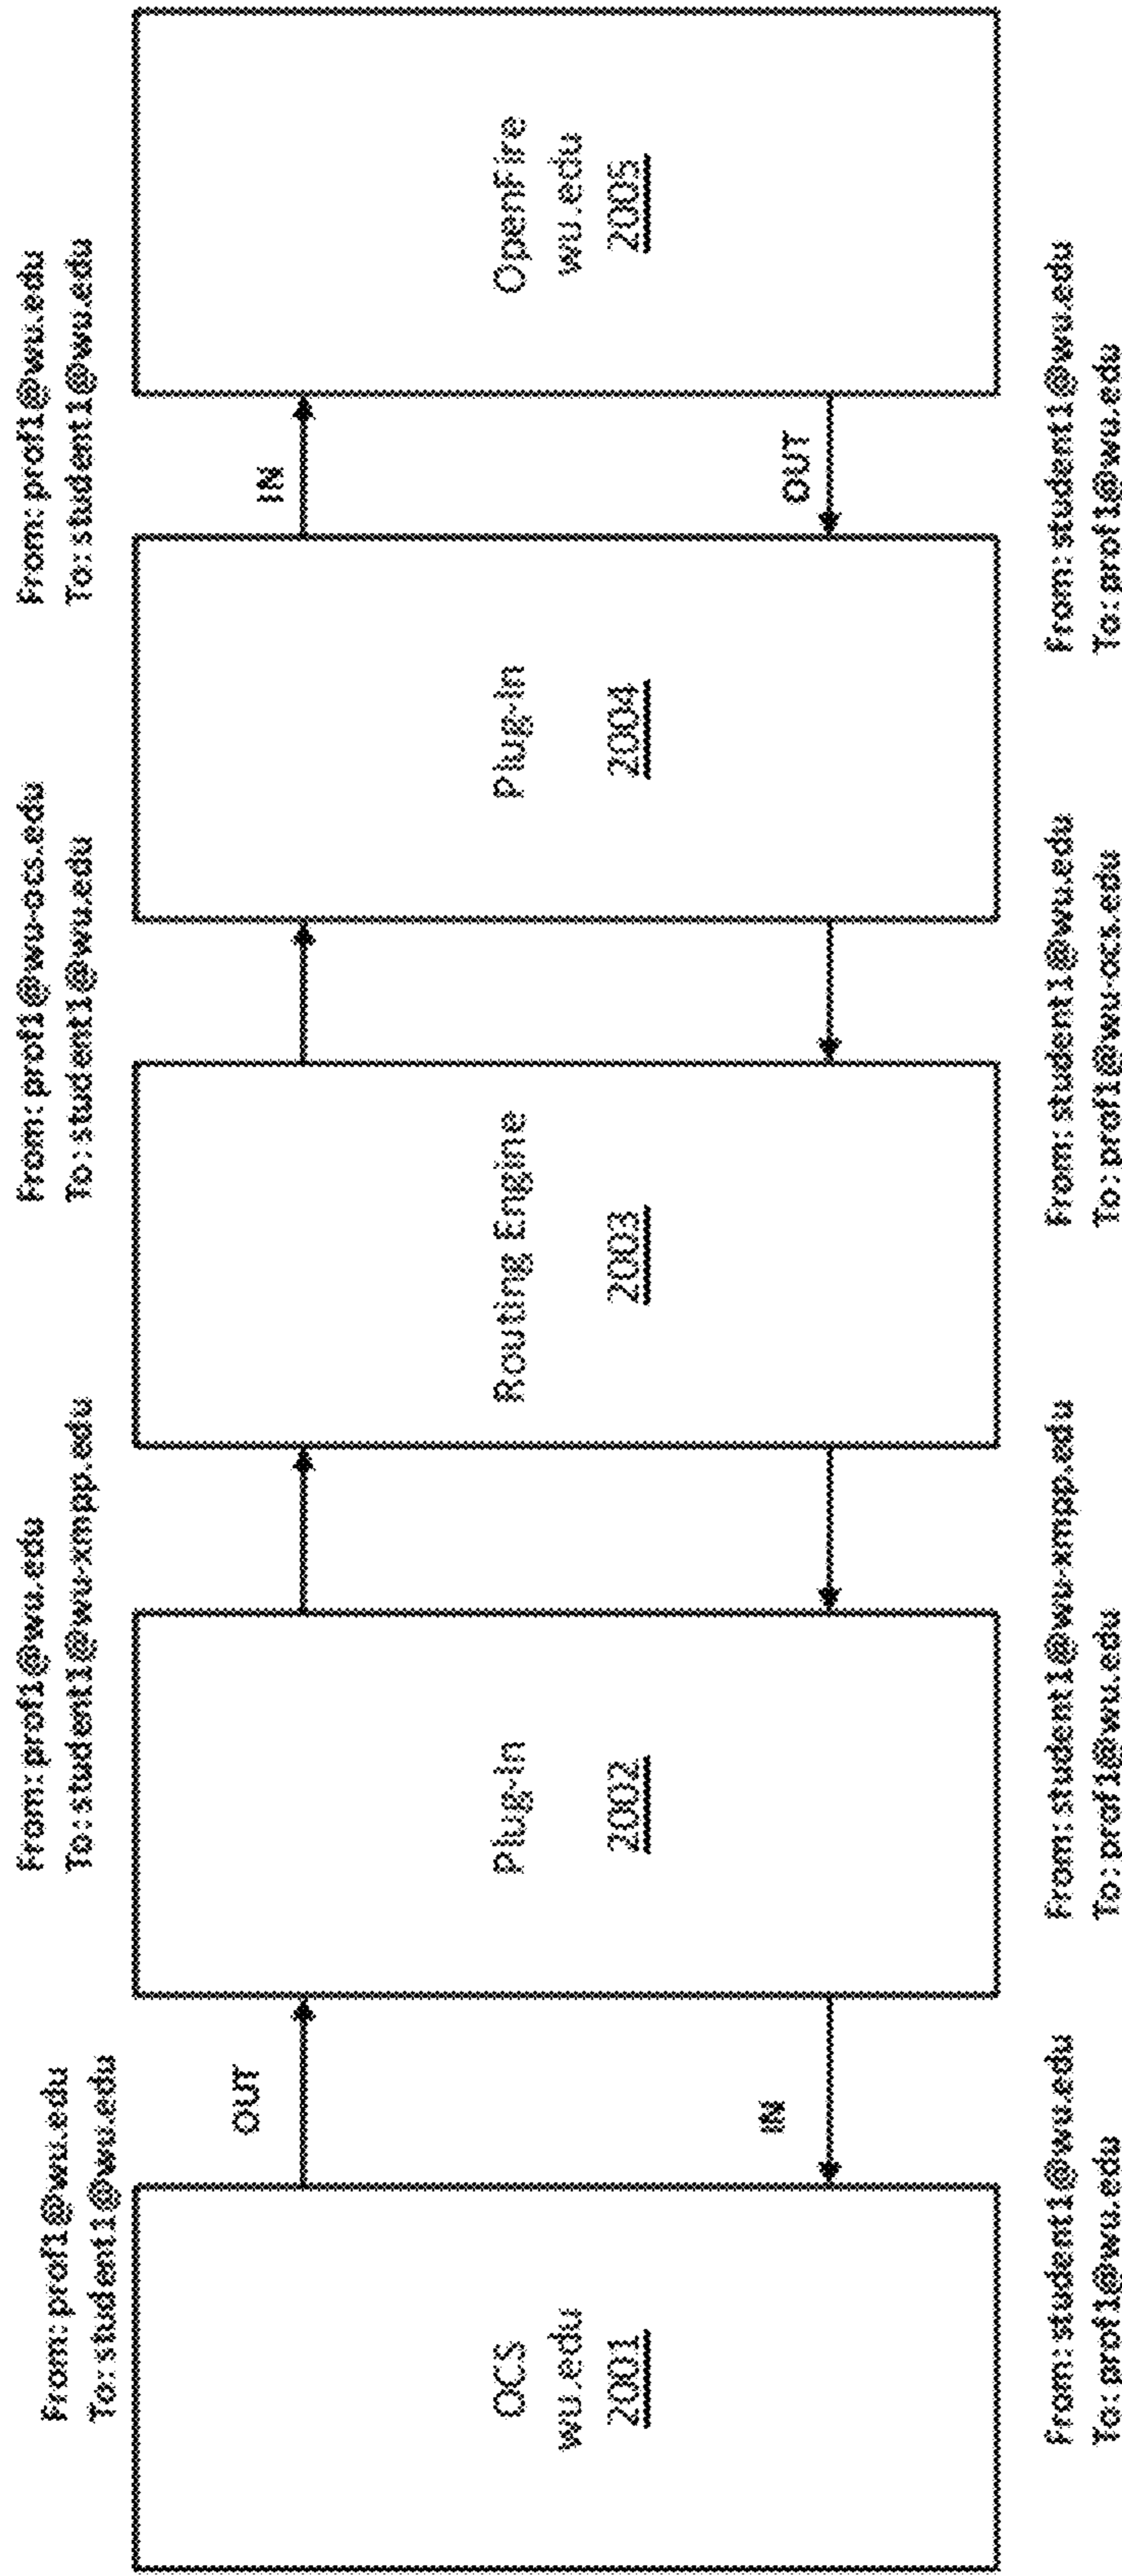 From: prof1@wu.edu
To: student1@wu.edu
From: prof1@wu.edu
To: student1@wu-xmpp.edu
From: prof1@wu-ocs.edu
To: student1@wu.edu
From: prof1@wu.edu
To: student1@wu.edu
OUT
IN
OCS
wu.edu
2001
Plug-In
2002
Routing Engine
2003
Plug-In
2004
OpenFire
wu.edu
2005
IN
OUT
From: student1@wu.edu
To: prof1@wu.edu
From: student1@wu-xmpp.edu
To: prof1@wu.edu
From: student1@wu.edu
To: prof1@wu-ocs.edu
From: student1@wu.edu
To: prof1@wu.edu